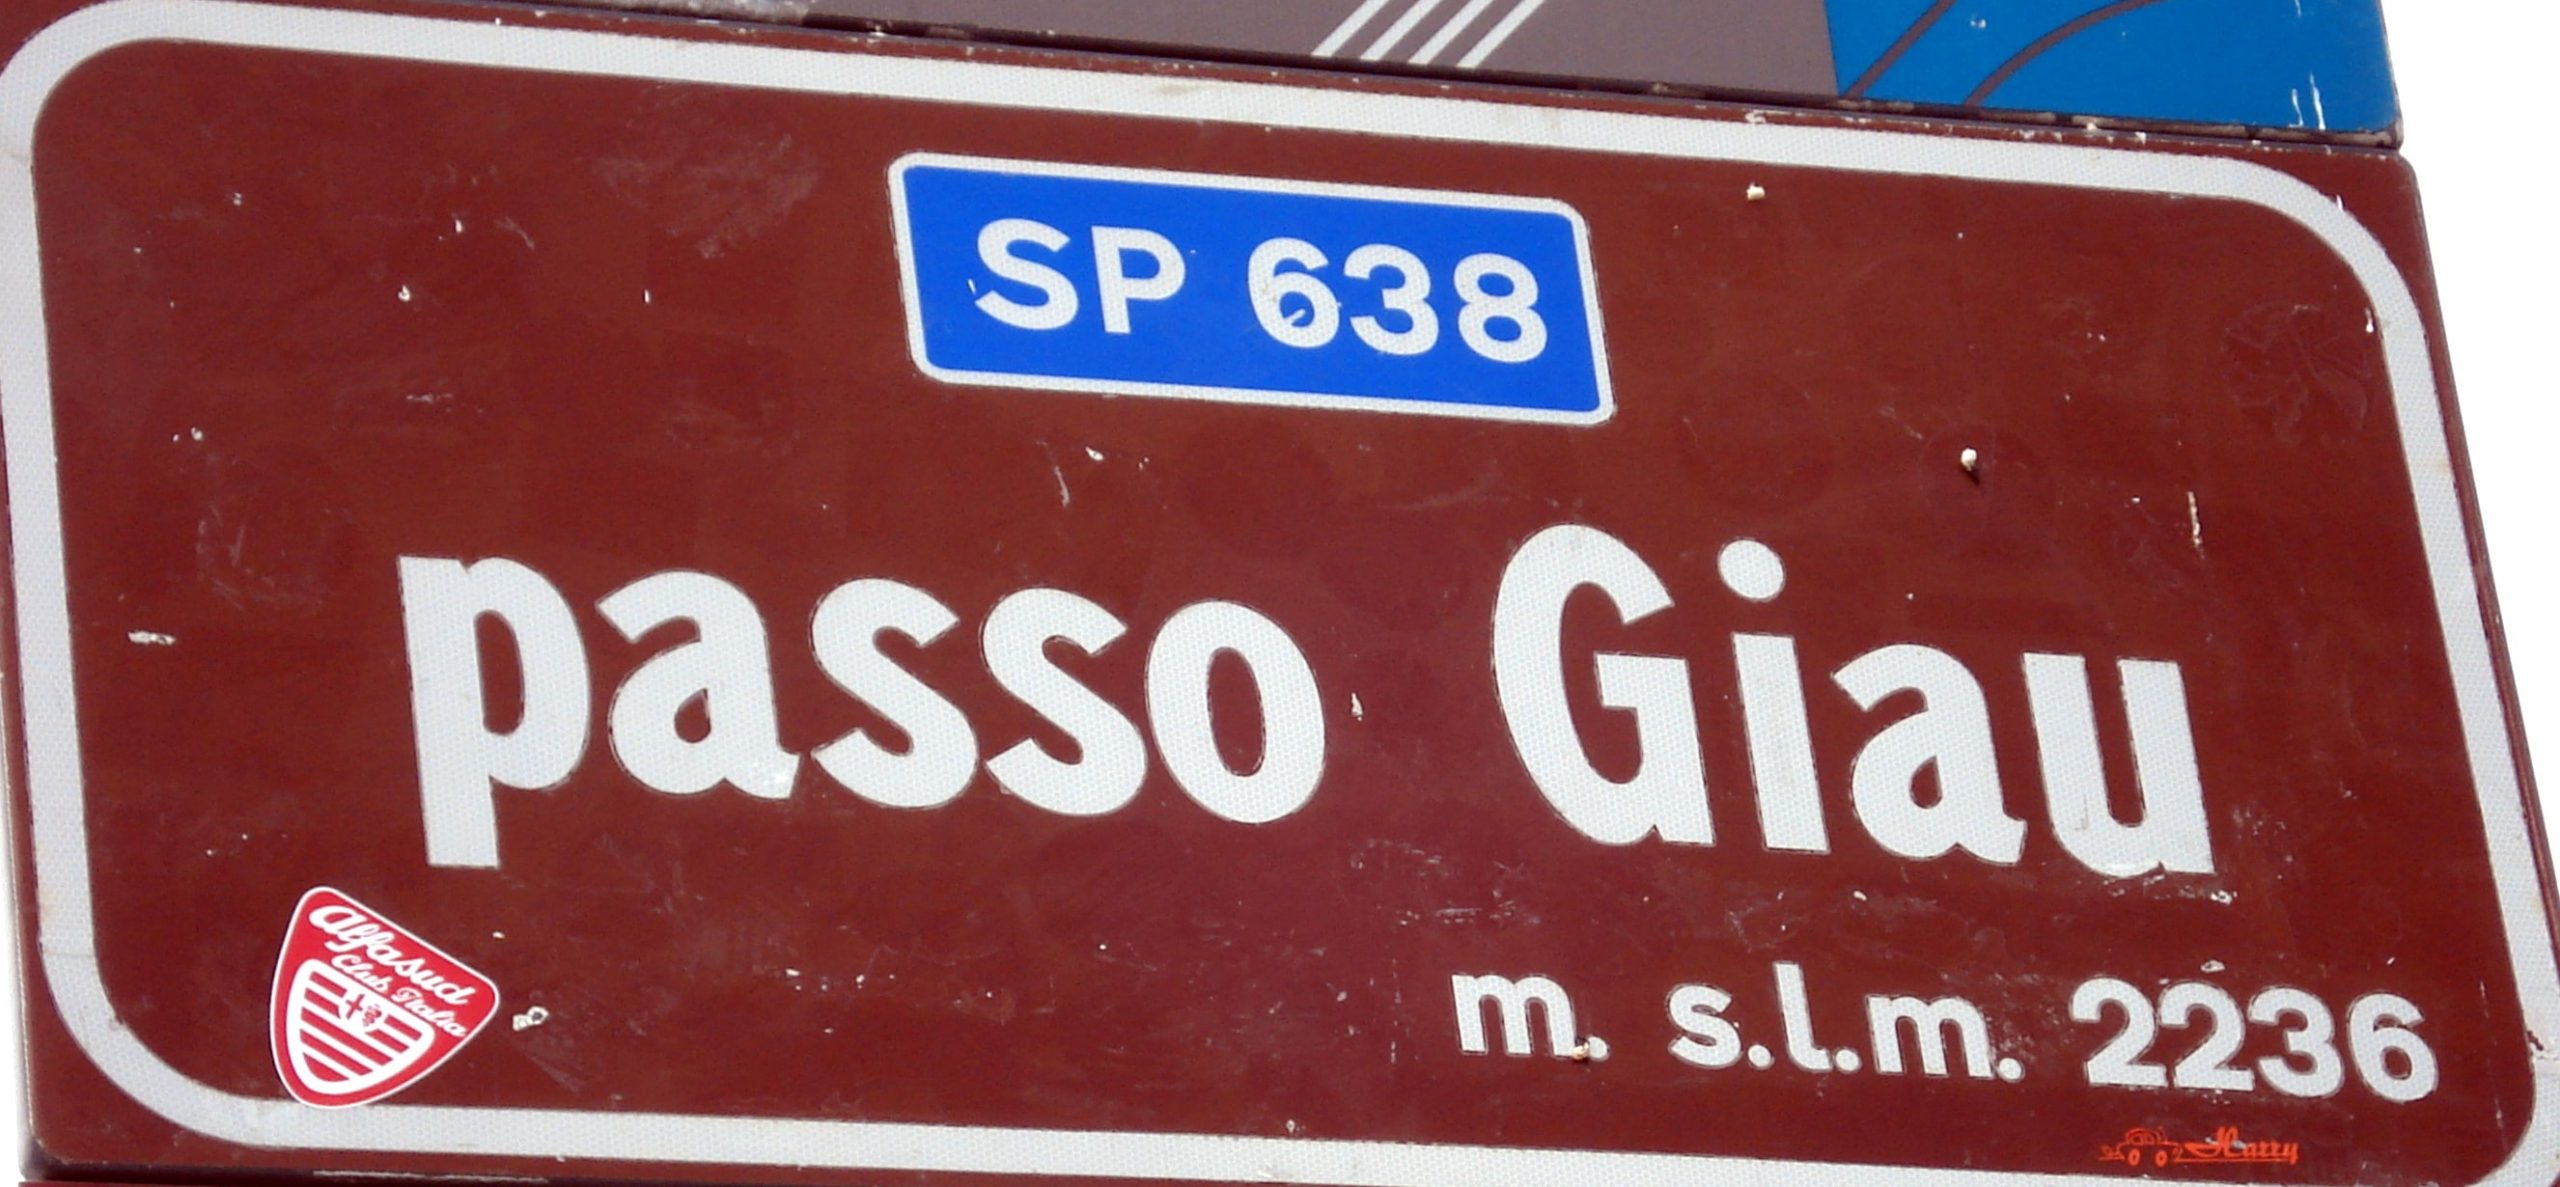 SP 638
passo Giau
m. s.l.m. 2236
alfasud
Club Italia
Harry